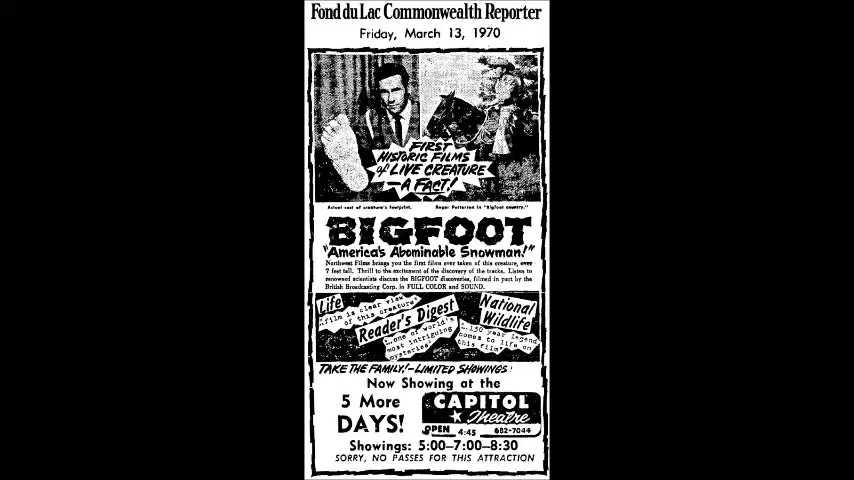 Fond du Lac Commonwealth Reporter
Friday, March 13, 1970
FIRST
HISTORIC FILMS
of LIVE CREATURE
—A FACT!
Actual cast of creature's footprint.
Roger Patterson in "Bigfoot country."
BIGFOOT
"America's Abominable Snowman!"
Northwest Films brings you the first films ever taken of this creature, over
7 feet tall. Thrill to the excitement of the discovery of the tracks. Listen to
renowned scientists discuss the BIGFOOT discoveries, filmed in part by the
British Broadcasting Corp. in FULL COLOR and SOUND.
Life
"..film is clear view
of this creature"
Reader's Digest
"..one of world's
most intriguing
mysteries"
National
Wildlife
"..150 year legend
comes to life on
this film"
TAKE THE FAMILY!—LIMITED SHOWINGS!
Now Showing at the
5 More
DAYS!
CAPITOL
Theatre
OPEN 4:45 682-7044
Showings: 5:00–7:00–8:30
SORRY, NO PASSES FOR THIS ATTRACTION